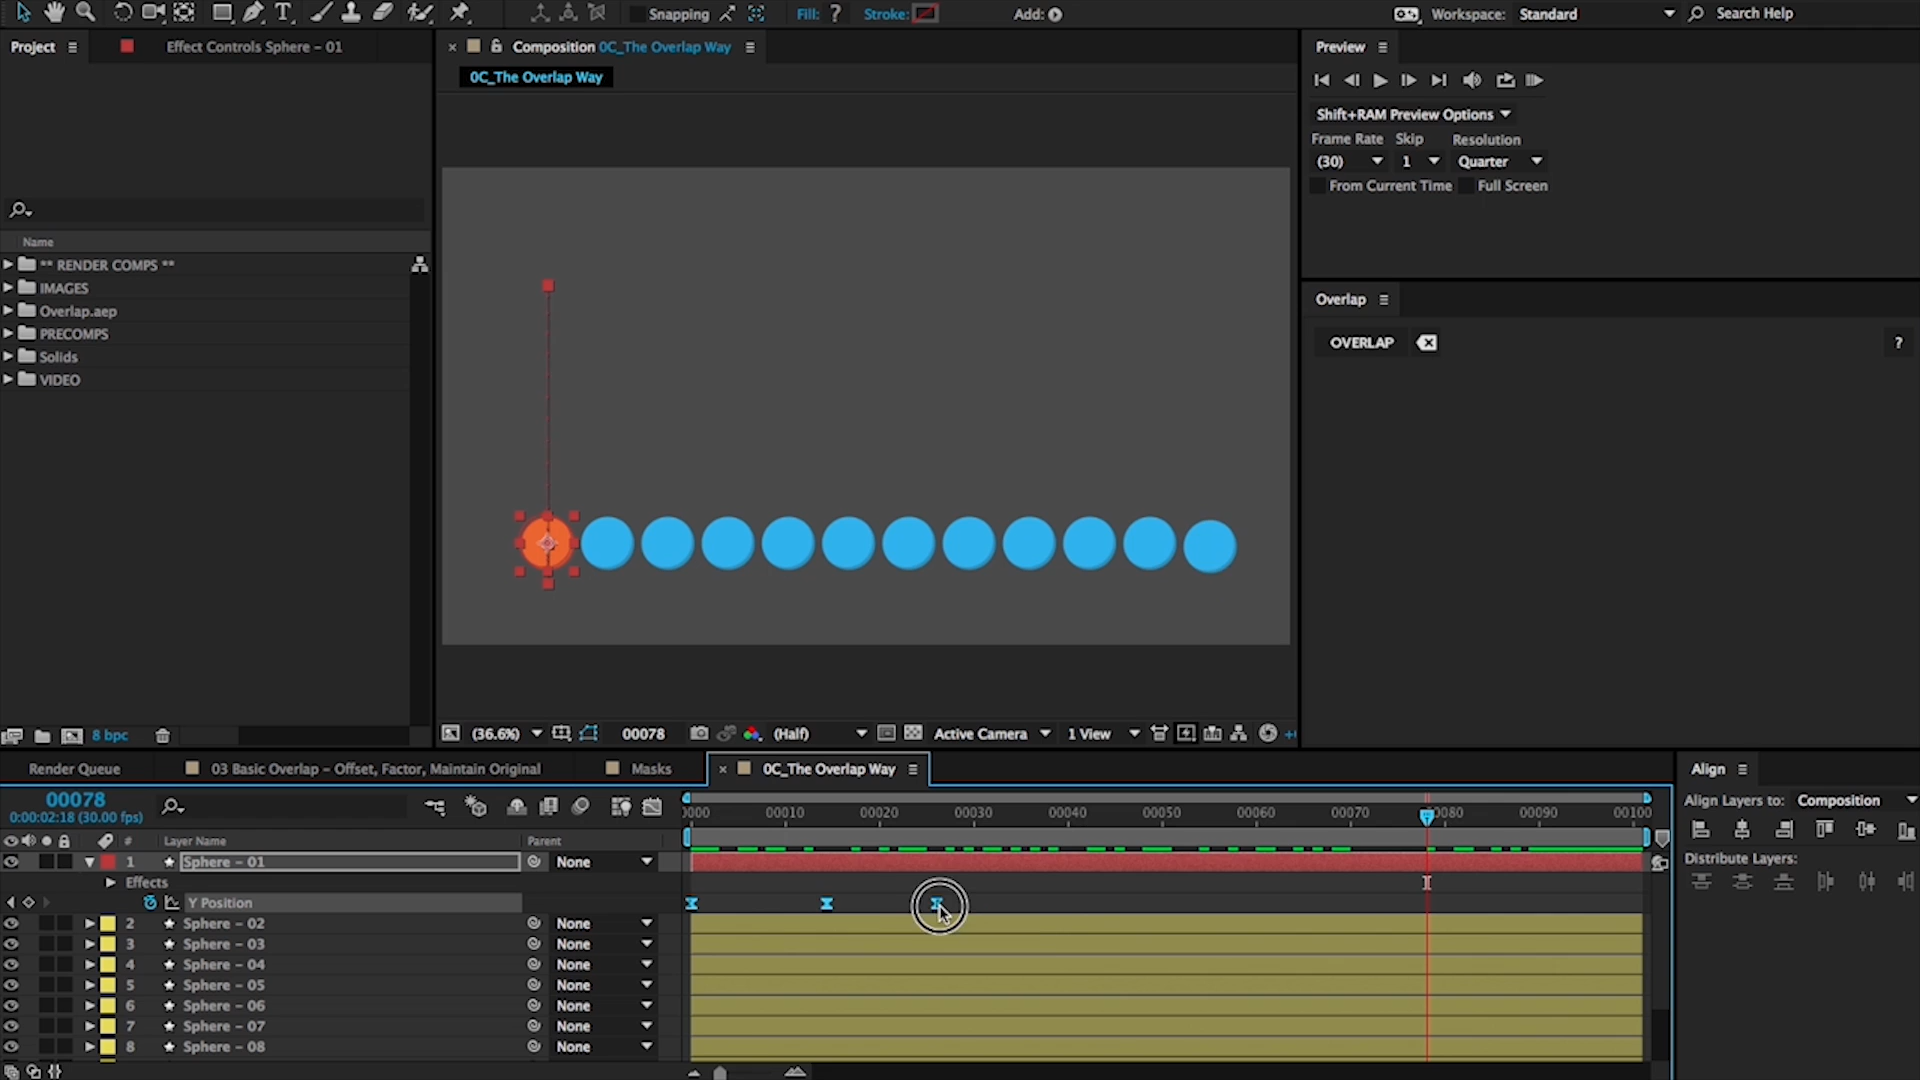 Snapping
Fill: ?
Stroke:
Add:
Workspace: Standard
Search Help
Project
Effect Controls Sphere - 01
Composition 0C_The Overlap Way
Preview
0C_The Overlap Way
Shift+RAM Preview Options
Frame Rate Skip Resolution
(30) 1 Quarter
From Current Time Full Screen
Name
** RENDER COMPS **
IMAGES
Overlap.aep
PRECOMPS
Solids
VIDEO
Overlap
OVERLAP
?
8 bpc
(36.6%)
00078
(Half)
Active Camera
1 View
Render Queue
03 Basic Overlap - Offset, Factor, Maintain Original
Masks
0C_The Overlap Way
Align
00078
0:00:02:18 (30.00 fps)
0000 00010 00020 00030 00040 00050 00060 00070 00080 00090 00100
Align Layers to: Composition
# Layer Name Parent
Distribute Layers:
1 Sphere - 01 None
Effects
Y Position
2 Sphere - 02 None
3 Sphere - 03 None
4 Sphere - 04 None
5 Sphere - 05 None
6 Sphere - 06 None
7 Sphere - 07 None
8 Sphere - 08 None